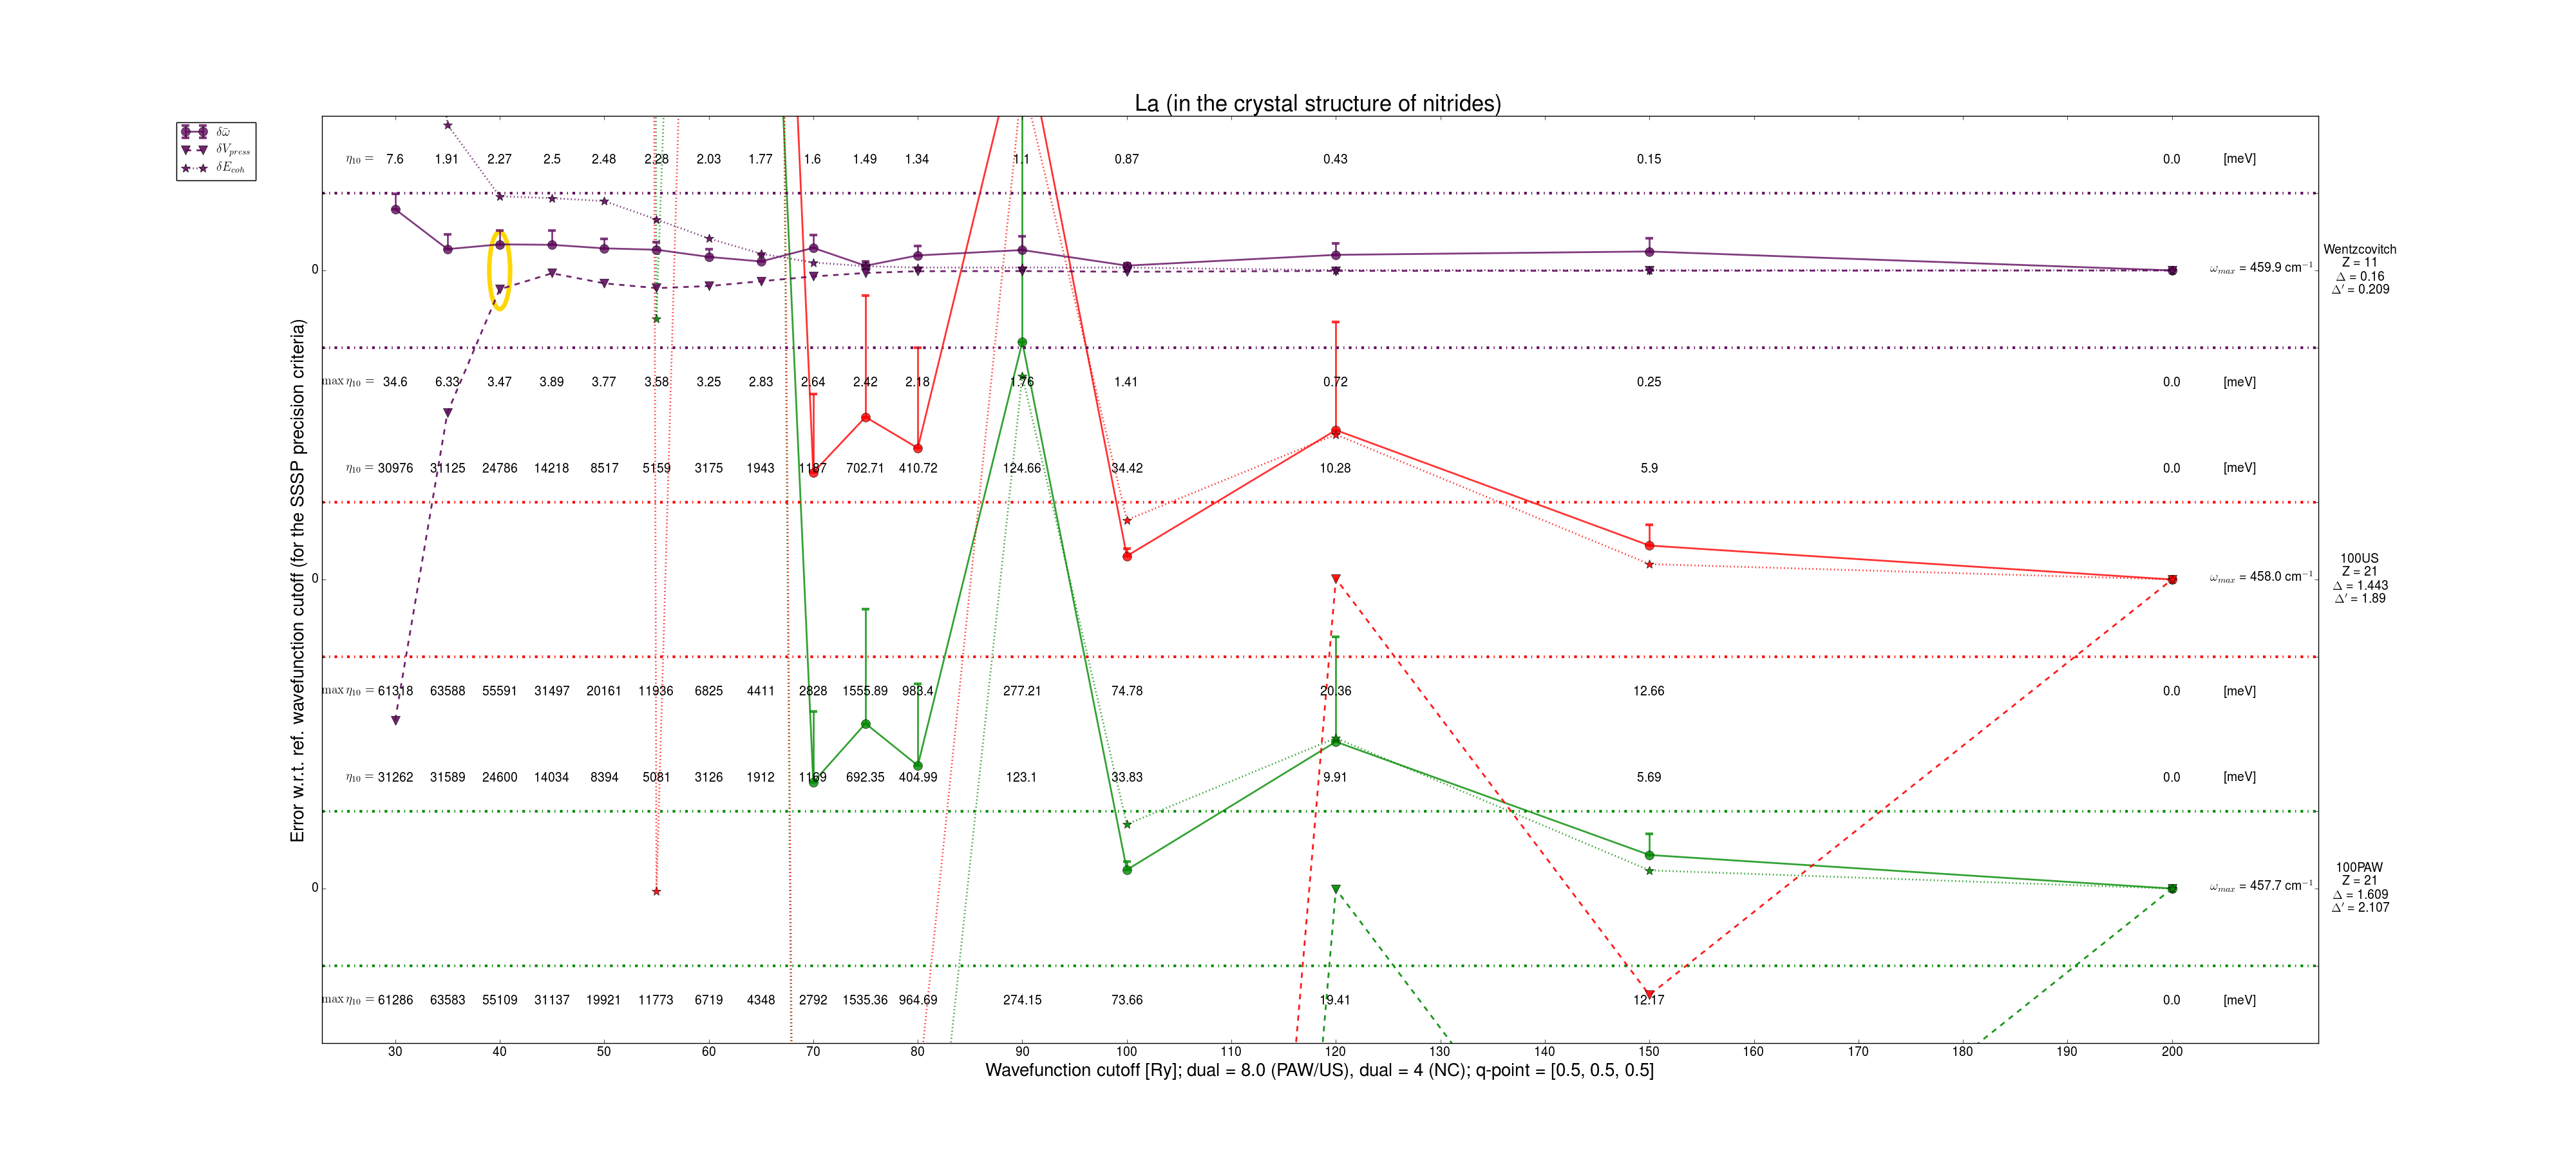 La (in the crystal structure of nitrides)
δω̄
δV_press
δE_coh
η₁₀ = 7.6 1.91 2.27 2.5 2.48 2.28 2.03 1.77 1.6 1.49 1.34 1.1 0.87 0.43 0.15 0.0 [meV]
0
ω_max = 459.9 cm⁻¹
Wentzcovitch
Z = 11
Δ = 0.16
Δ′ = 0.209
max η₁₀ = 34.6 6.33 3.47 3.89 3.77 3.58 3.25 2.83 2.64 2.42 2.18 1.76 1.41 0.72 0.25 0.0 [meV]
η₁₀ = 30976 31125 24786 14218 8517 5159 3175 1943 1187 702.71 410.72 124.66 34.42 10.28 5.9 0.0 [meV]
0
ω_max = 458.0 cm⁻¹
100US
Z = 21
Δ = 1.443
Δ′ = 1.89
max η₁₀ = 61318 63588 55591 31497 20161 11936 6825 4411 2828 1555.89 983.4 277.21 74.78 20.36 12.66 0.0 [meV]
η₁₀ = 31262 31589 24600 14034 8394 5081 3126 1912 1169 692.35 404.99 123.1 33.83 9.91 5.69 0.0 [meV]
0
ω_max = 457.7 cm⁻¹
100PAW
Z = 21
Δ = 1.609
Δ′ = 2.107
max η₁₀ = 61286 63583 55109 31137 19921 11773 6719 4348 2792 1535.36 964.69 274.15 73.66 19.41 12.17 0.0 [meV]
30 40 50 60 70 80 90 100 110 120 130 140 150 160 170 180 190 200
Wavefunction cutoff [Ry]; dual = 8.0 (PAW/US), dual = 4 (NC); q-point = [0.5, 0.5, 0.5]
Error w.r.t. ref. wavefunction cutoff (for the SSSP precision criteria)